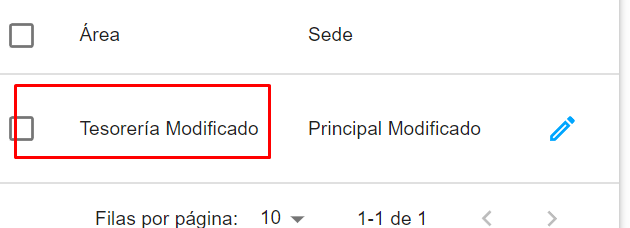 Área Sede
Tesorería Modificado Principal Modificado
Filas por página: 10 1-1 de 1